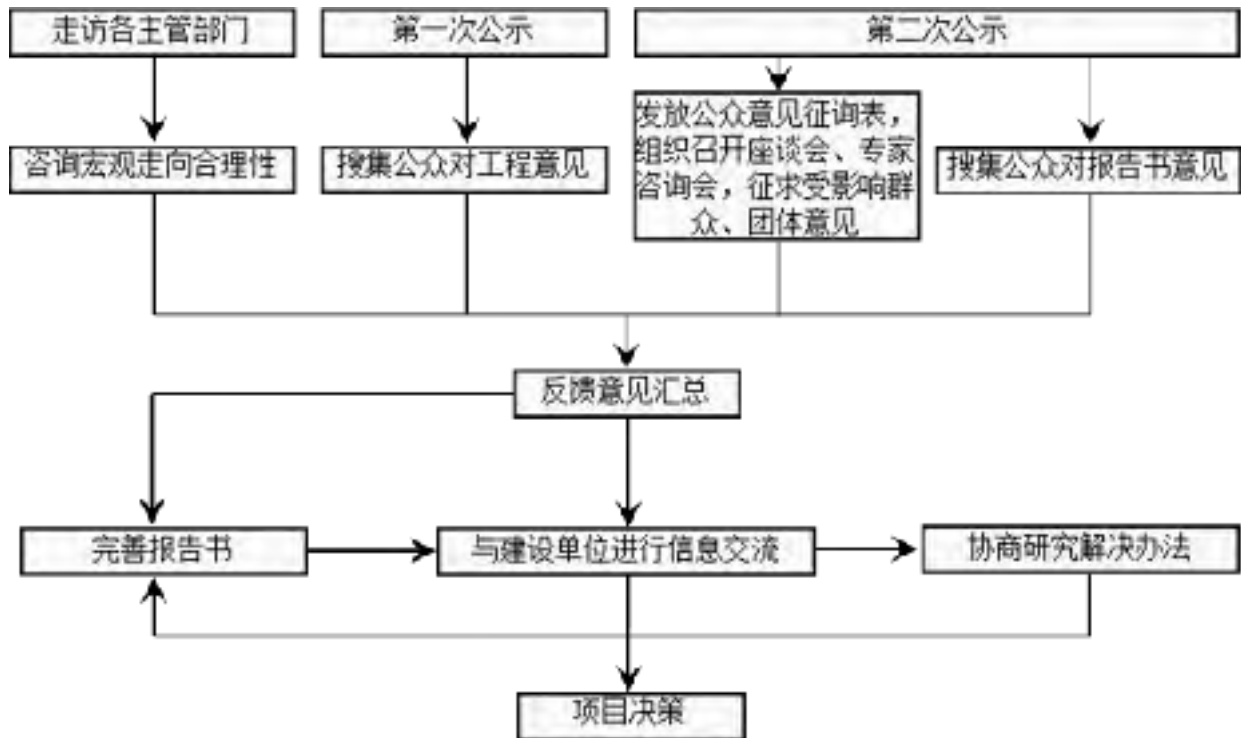 走访各主管部门
第一次公示
第二次公示
咨询宏观走向合理性
搜集公众对工程意见
发放公众意见征询表，
组织召开座谈会、专家
咨询会，征求受影响群
众、团体意见
搜集公众对报告书意见
反馈意见汇总
完善报告书
与建设单位进行信息交流
协商研究解决办法
项目决策